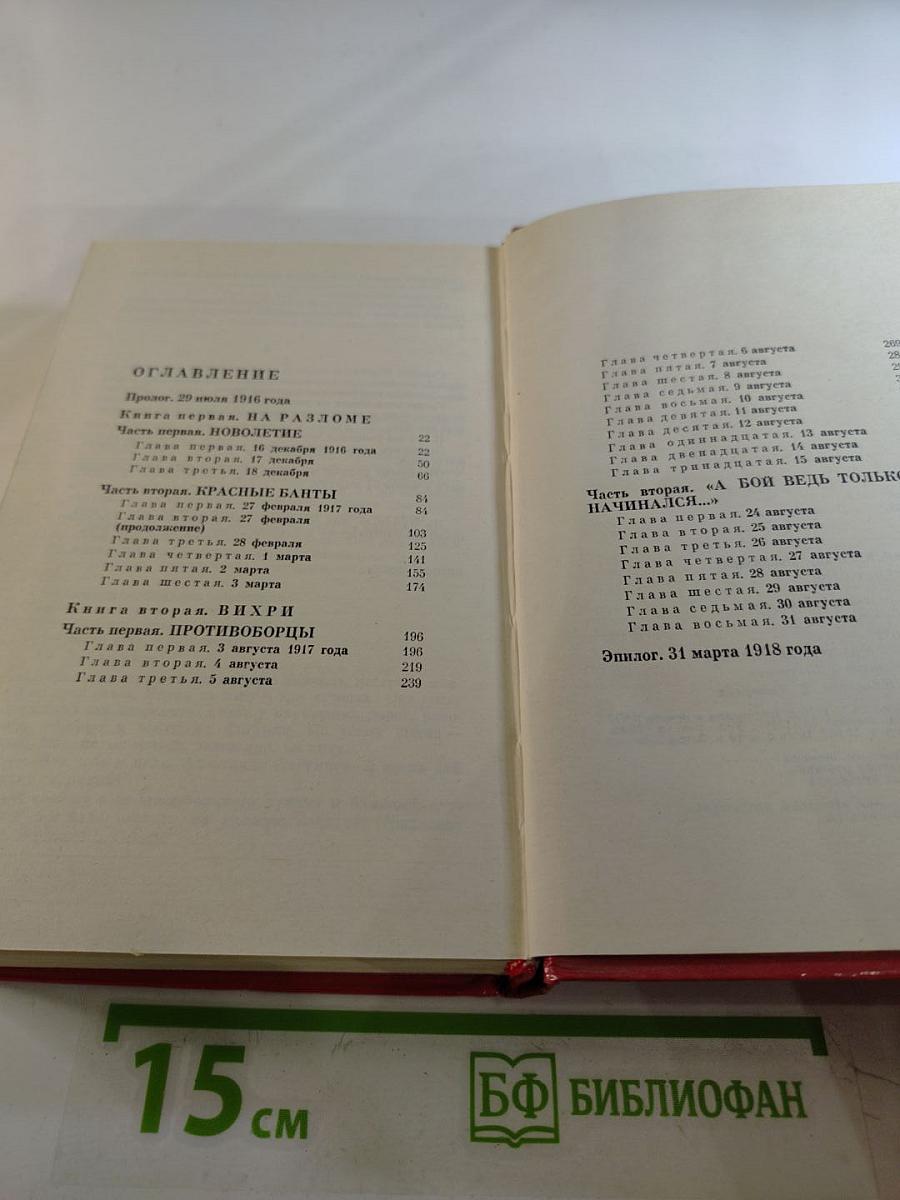 ОГЛАВЛЕНИЕ
Пролог. 29 июля 1916 года
Книга первая. НА РАЗЛОМЕ
Часть первая. НОВОЛЕТИЕ 22
Глава первая. 16 декабря 1916 года 22
Глава вторая. 17 декабря 50
Глава третья. 18 декабря 66
Часть вторая. КРАСНЫЕ БАНТЫ 84
Глава первая. 27 февраля 1917 года 84
Глава вторая. 27 февраля
(продолжение) 103
Глава третья. 28 февраля 125
Глава четвертая. 1 марта 141
Глава пятая. 2 марта 155
Глава шестая. 3 марта 174
Книга вторая. ВИХРИ
Часть первая. ПРОТИВОБОРЦЫ 196
Глава первая. 3 августа 1917 года 196
Глава вторая. 4 августа 219
Глава третья. 5 августа 239
Глава четвертая. 6 августа 269
Глава пятая. 7 августа
Глава шестая. 8 августа
Глава седьмая. 9 августа
Глава восьмая. 10 августа
Глава девятая. 11 августа
Глава десятая. 12 августа
Глава одиннадцатая. 13 августа
Глава двенадцатая. 14 августа
Глава тринадцатая. 15 августа
Часть вторая. «А БОЙ ВЕДЬ ТОЛЬКО
НАЧИНАЛСЯ...»
Глава первая. 24 августа
Глава вторая. 25 августа
Глава третья. 26 августа
Глава четвертая. 27 августа
Глава пятая. 28 августа
Глава шестая. 29 августа
Глава седьмая. 30 августа
Глава восьмая. 31 августа
Эпилог. 31 марта 1918 года
15 см
БФ БИБЛИОФАН